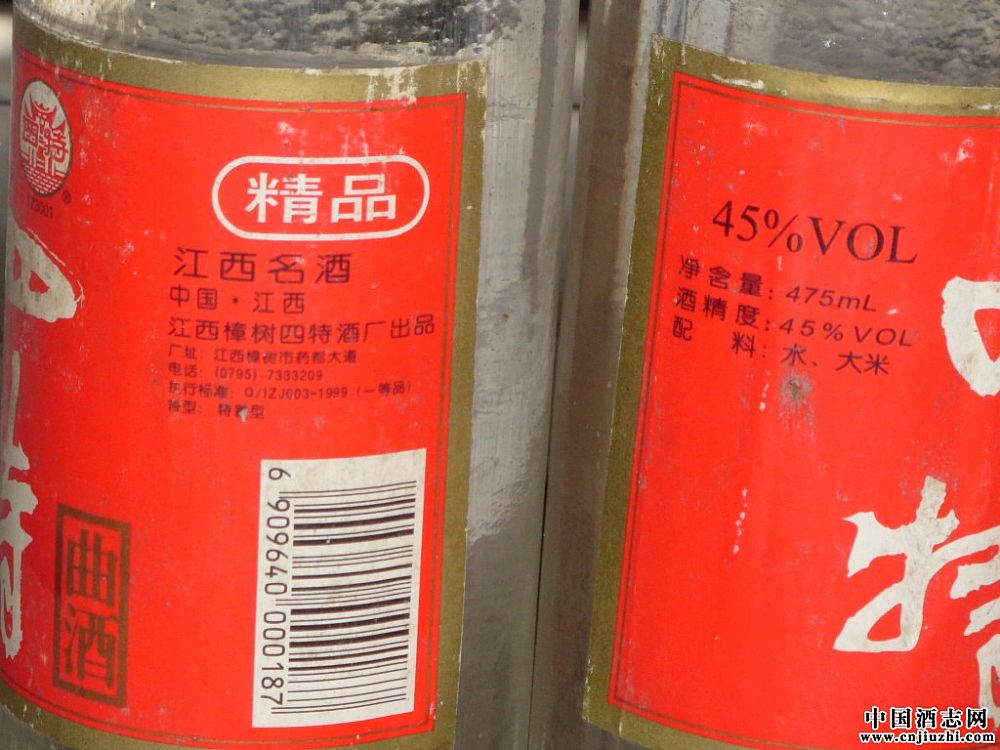 精品
江西名酒
中国·江西
江西樟树四特酒厂出品
厂址：江西樟树市药都大道
电话：(0795) 7333209
执行标准：Q/IZJ003-1999（一等品）
香型：特香型
曲酒
6 909640 000187
45%VOL
净含量：475mL
酒精度：45%VOL
配料：水、大米
四特
中国酒志网
www.cnjiuzhi.com